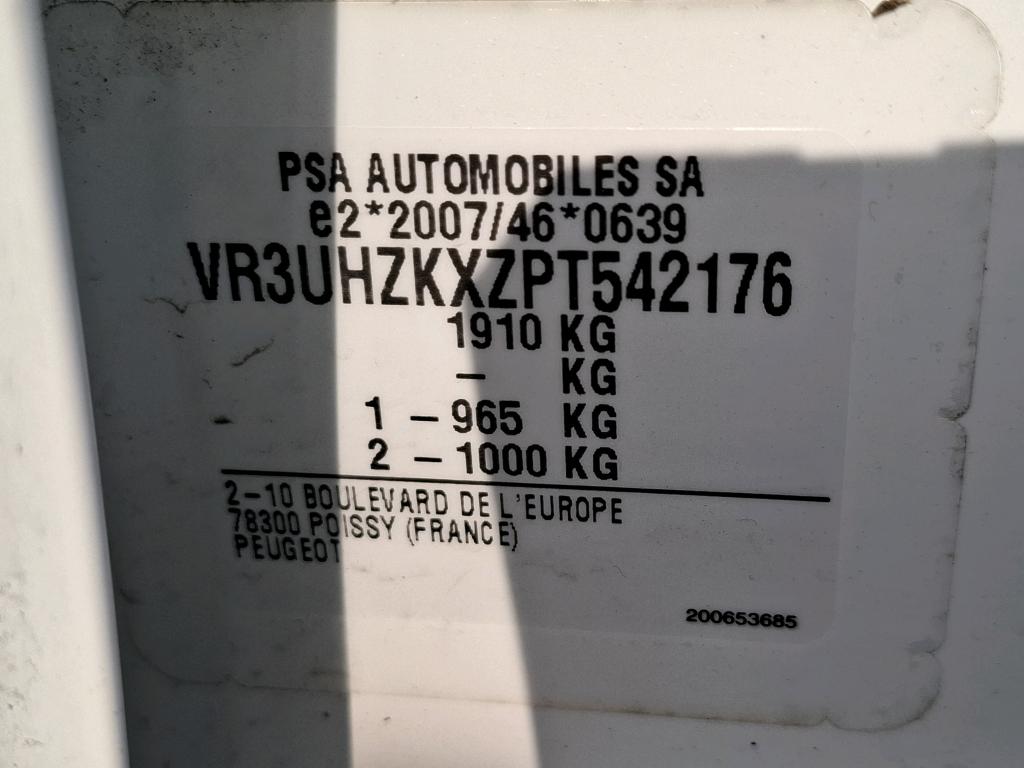 PSA AUTOMOBILES SA
e2*2007/46*0639
VR3UHZKXZPT542176
1910 KG
- KG
1 - 965 KG
2 - 1000 KG
2-10 BOULEVARD DE L'EUROPE
78300 POISSY (FRANCE)
PEUGEOT
200653685